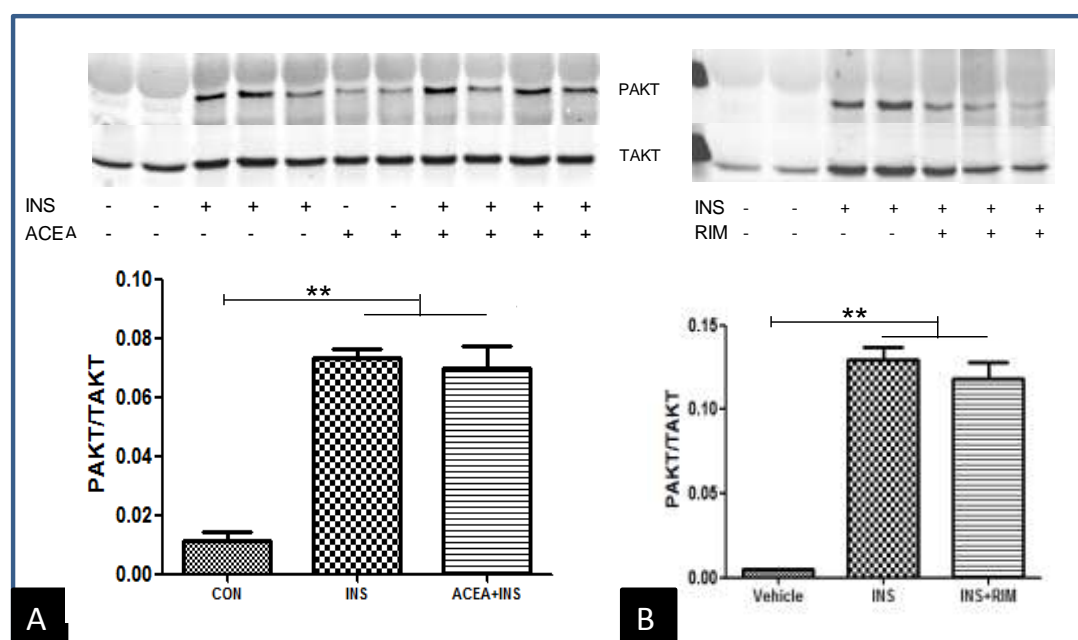 PAKT
TAKT
INS - - + + + - - + + + +
ACEA - - - - - + + + + + +
0.10
0.08
0.06
0.04
0.02
0.00
PAKT/TAKT
**
CON INS ACEA+INS
A
INS - - + + + + +
RIM - - - - + + +
0.15
0.10
0.05
0.00
PAKT/TAKT
**
Vehicle INS INS+RIM
B